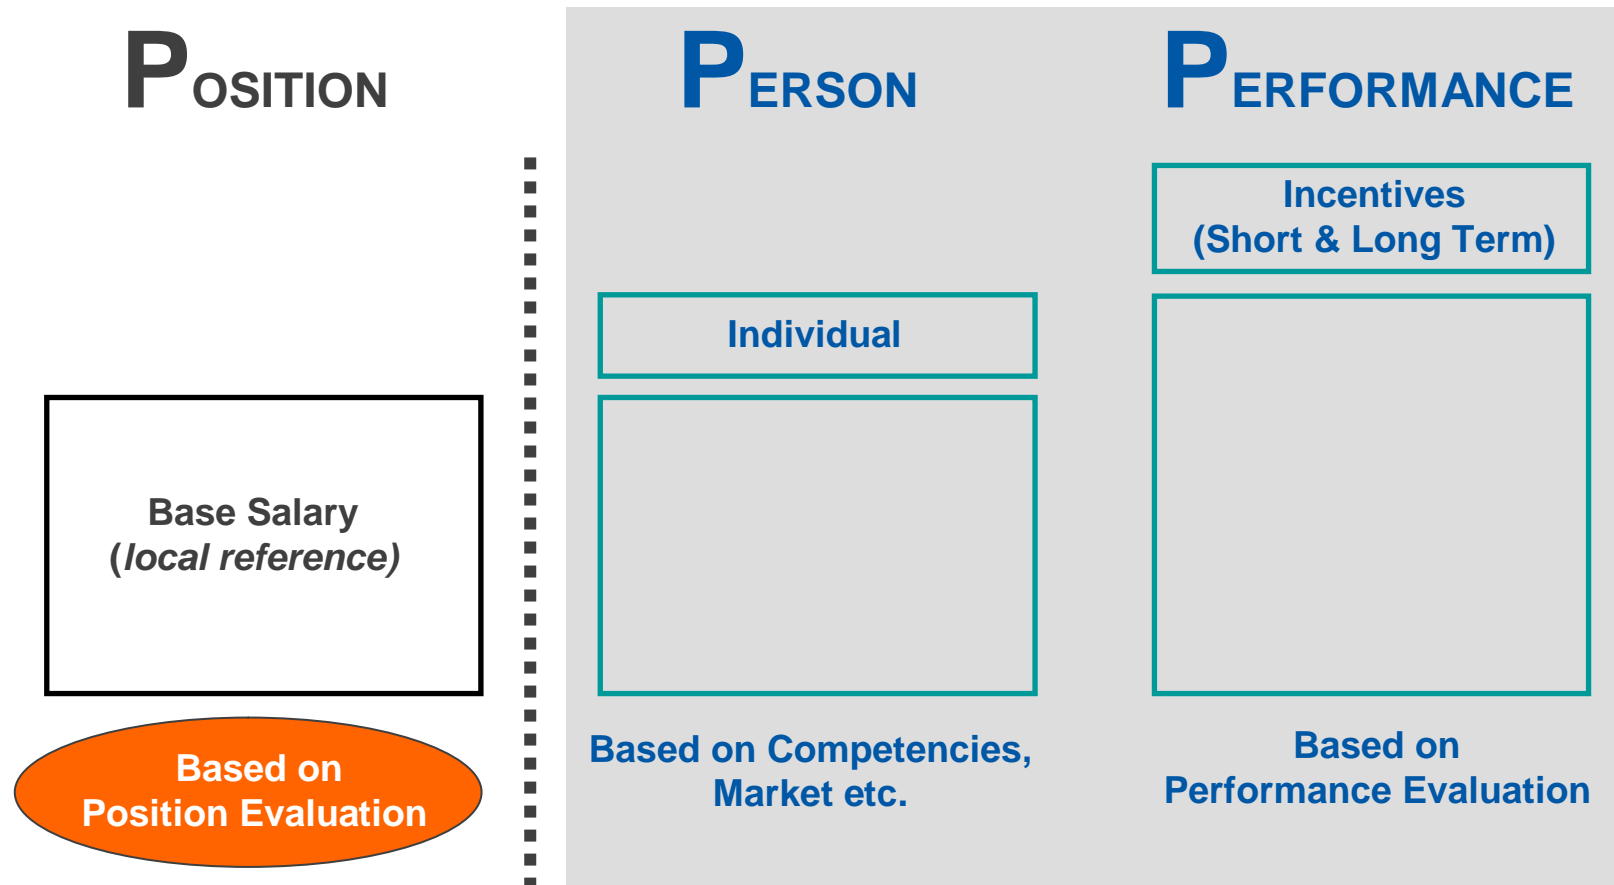 POSITION
PERSON
PERFORMANCE
Incentives
(Short & Long Term)
Individual
Base Salary
(local reference)
Based on
Position Evaluation
Based on Competencies,
Market etc.
Based on
Performance Evaluation